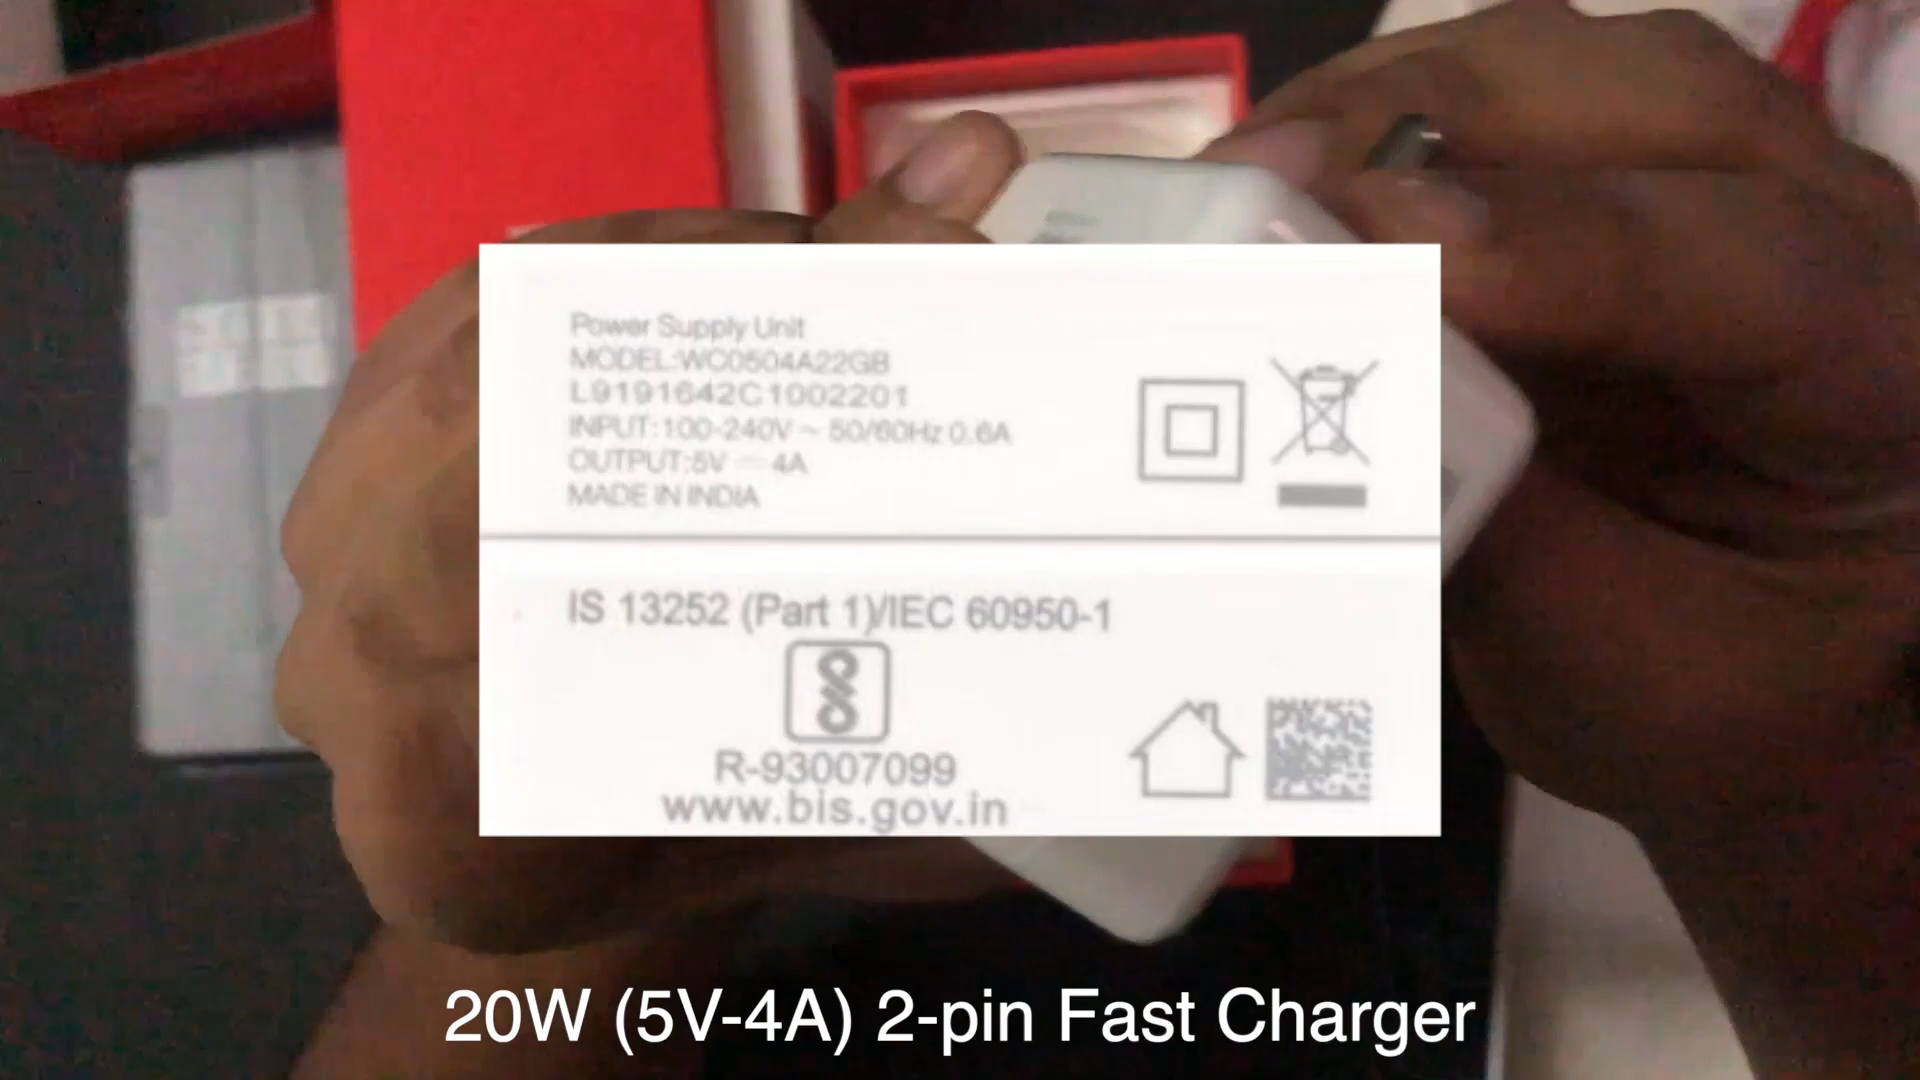 Power Supply Unit
MODEL:WC0504A22GB
L9191642C1002201
INPUT:100-240V ~ 50/60Hz 0.6A
OUTPUT:5V ⎓ 4A
MADE IN INDIA
IS 13252 (Part 1)/IEC 60950-1
R-93007099
www.bis.gov.in
20W (5V-4A) 2-pin Fast Charger